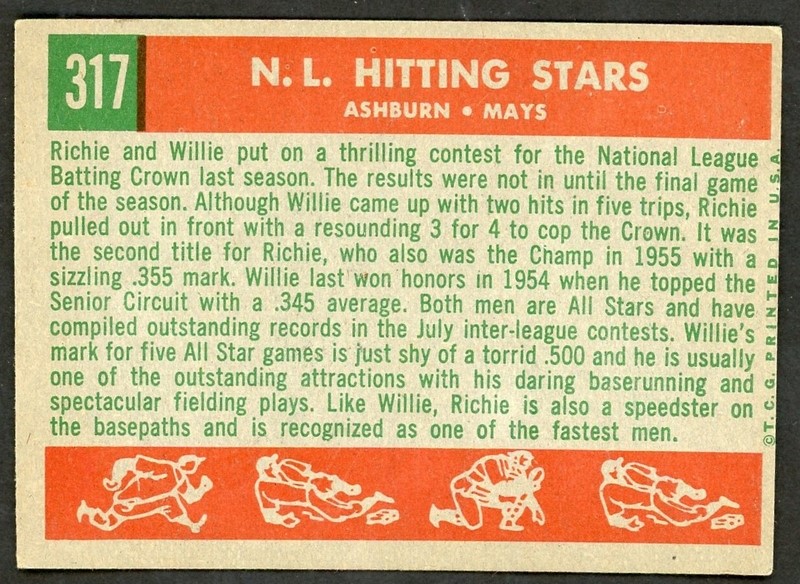 317
N. L. HITTING STARS
ASHBURN • MAYS
Richie and Willie put on a thrilling contest for the National League
Batting Crown last season. The results were not in until the final game
of the season. Although Willie came up with two hits in five trips, Richie
pulled out in front with a resounding 3 for 4 to cop the Crown. It was
the second title for Richie, who also was the Champ in 1955 with a
sizzling .355 mark. Willie last won honors in 1954 when he topped the
Senior Circuit with a .345 average. Both men are All Stars and have
compiled outstanding records in the July inter-league contests. Willie's
mark for five All Star games is just shy of a torrid .500 and he is usually
one of the outstanding attractions with his daring baserunning and
spectacular fielding plays. Like Willie, Richie is also a speedster on
the basepaths and is recognized as one of the fastest men.
©T.C.G. PRINTED IN U.S.A.